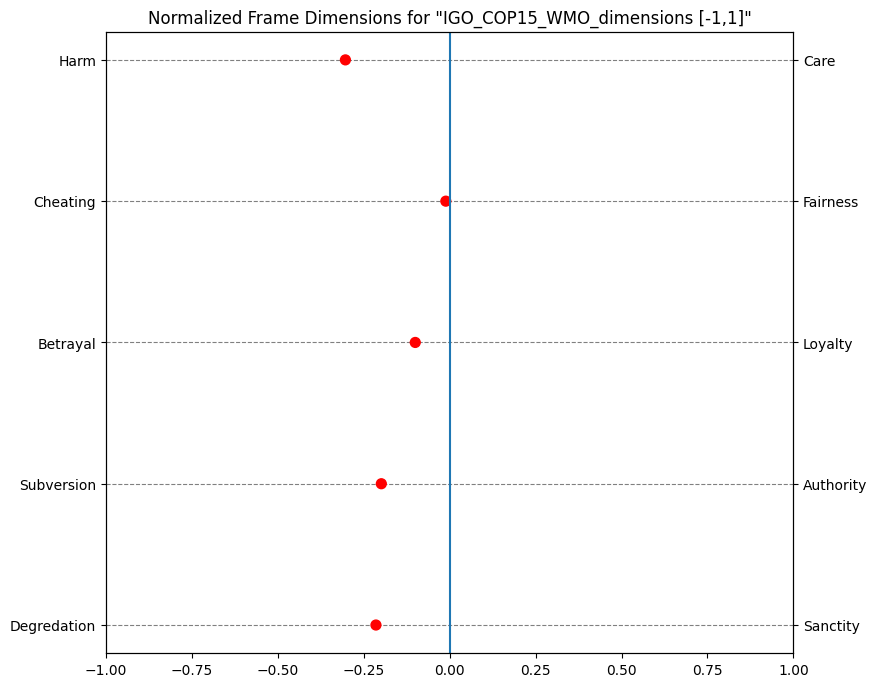 Normalized Frame Dimensions for "IGO_COP15_WMO_dimensions [-1,1]"
Harm Care
Cheating Fairness
Betrayal Loyalty
Subversion Authority
Degredation Sanctity
−1.00 −0.75 −0.50 −0.25 0.00 0.25 0.50 0.75 1.00